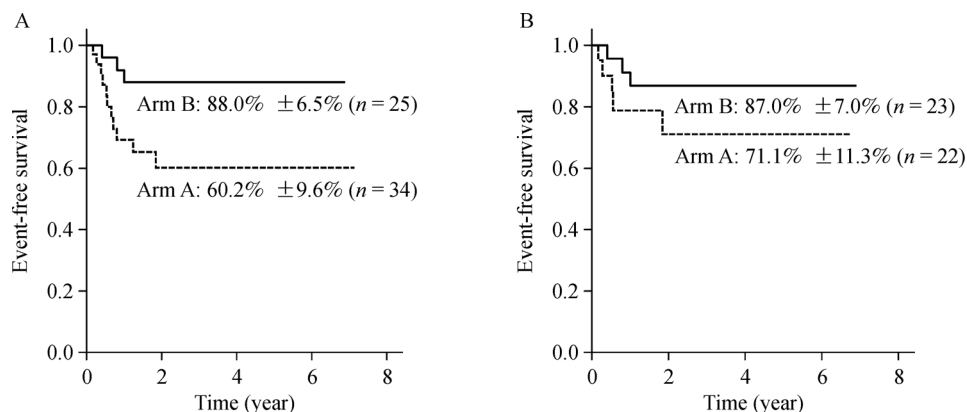 A
Event-free survival
1.0
0.8
0.6
0.4
0.2
0.0
Arm B: 88.0% ±6.5% (n = 25)
Arm A: 60.2% ±9.6% (n = 34)
0 2 4 6 8
Time (year)
B
Event-free survival
1.0
0.8
0.6
0.4
0.2
0.0
Arm B: 87.0% ±7.0% (n = 23)
Arm A: 71.1% ±11.3% (n = 22)
0 2 4 6 8
Time (year)